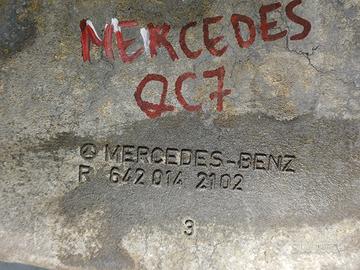 MERCEDES
QC7
MERCEDES-BENZ
R 642 014 2102
3